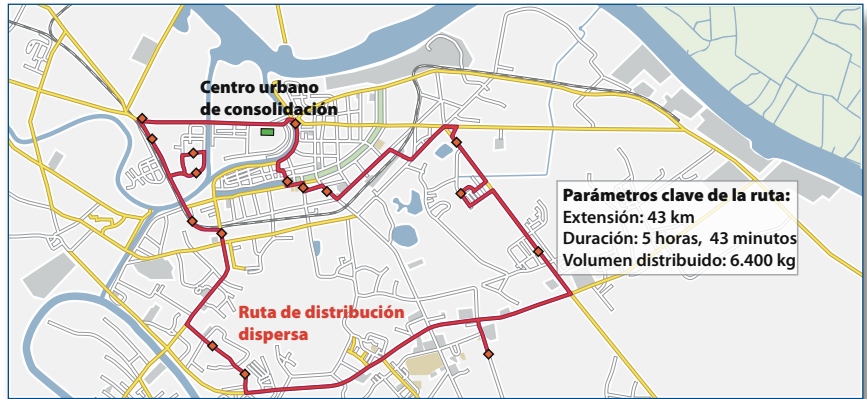 Centro urbano
de consolidación
Parámetros clave de la ruta:
Extensión: 43 km
Duración: 5 horas, 43 minutos
Volumen distribuido: 6.400 kg
Ruta de distribución
dispersa